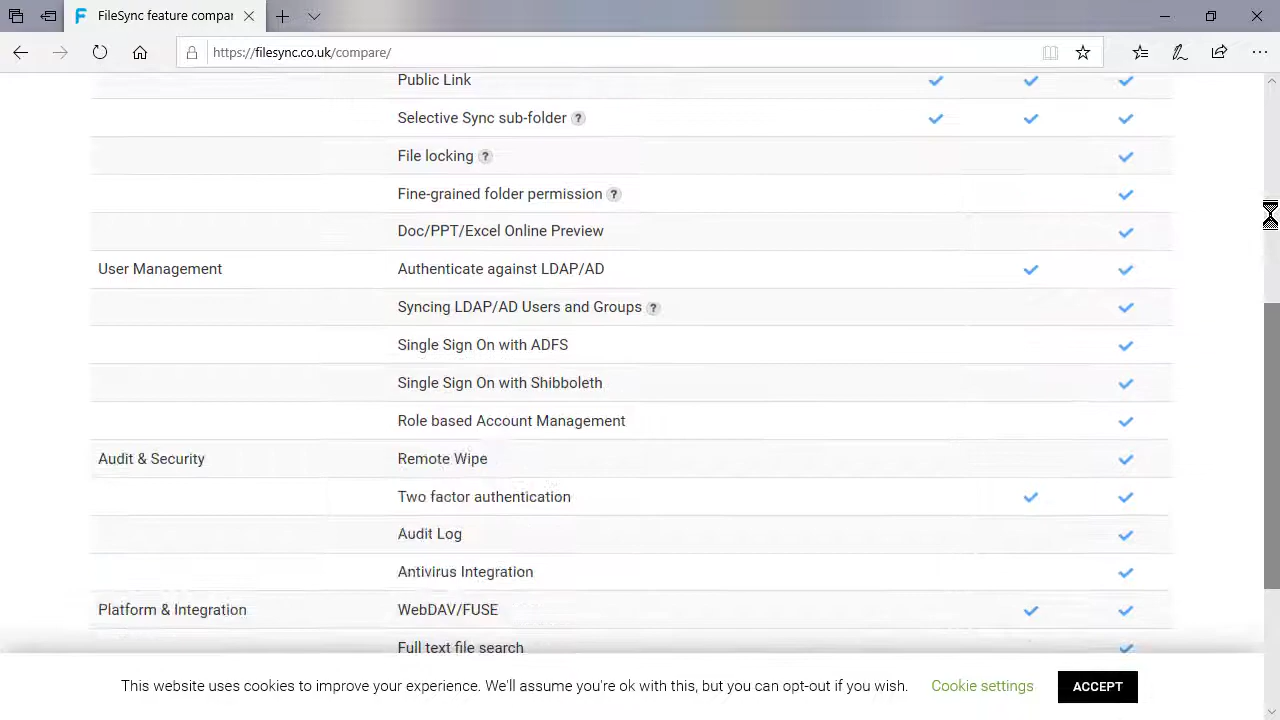 FileSync feature compar
https://filesync.co.uk/compare/
Public Link
Selective Sync sub-folder ?
File locking ?
Fine-grained folder permission ?
Doc/PPT/Excel Online Preview
User Management Authenticate against LDAP/AD
Syncing LDAP/AD Users and Groups ?
Single Sign On with ADFS
Single Sign On with Shibboleth
Role based Account Management
Audit & Security Remote Wipe
Two factor authentication
Audit Log
Antivirus Integration
Platform & Integration WebDAV/FUSE
Full text file search
This website uses cookies to improve your experience. We'll assume you're ok with this, but you can opt-out if you wish. Cookie settings ACCEPT